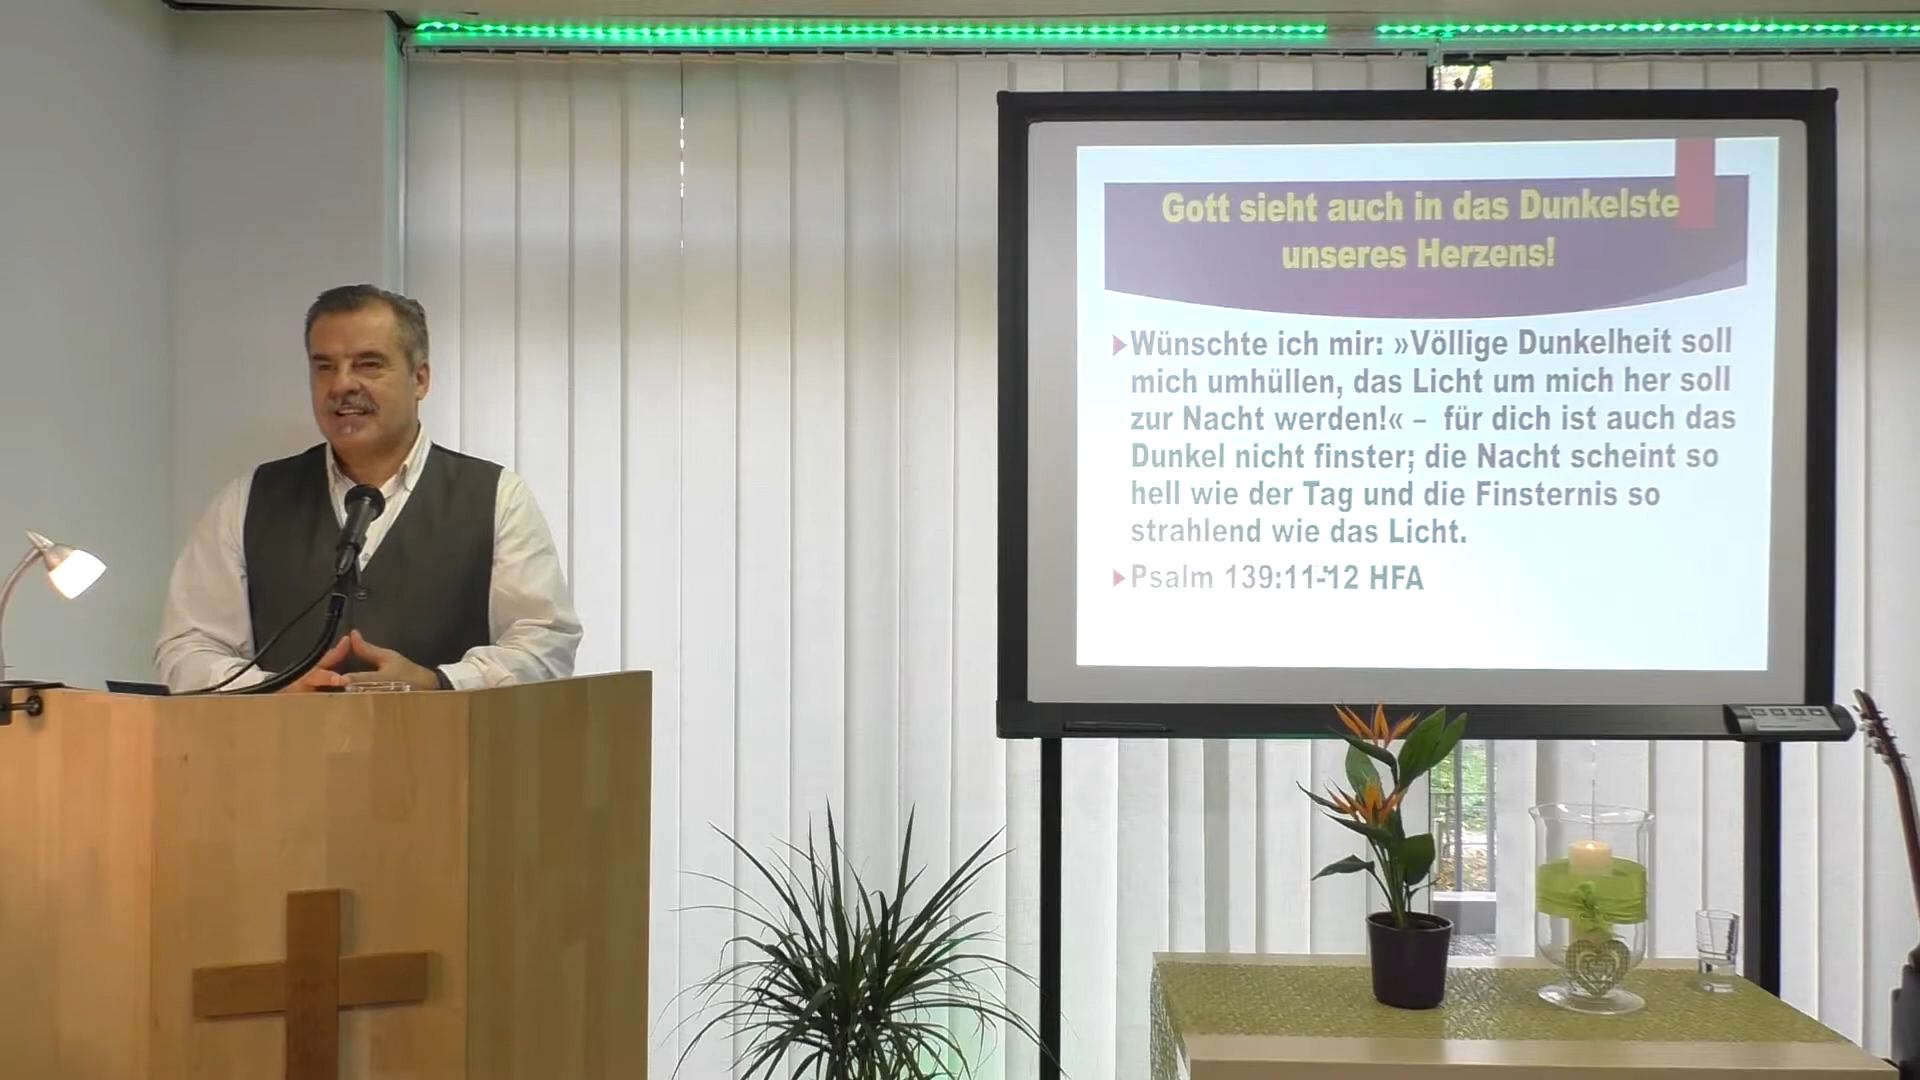 Gott sieht auch in das Dunkelste
unseres Herzens!
Wünschte ich mir: »Völlige Dunkelheit soll
mich umhüllen, das Licht um mich her soll
zur Nacht werden!« – für dich ist auch das
Dunkel nicht finster; die Nacht scheint so
hell wie der Tag und die Finsternis so
strahlend wie das Licht.
Psalm 139:11-12 HFA